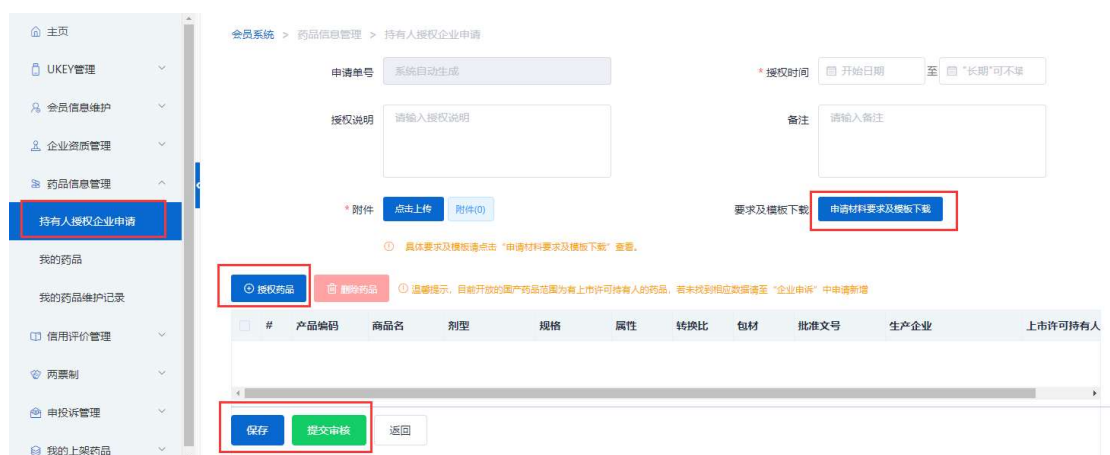 主页
UKEY管理
会员信息维护
企业资质管理
药品信息管理
持有人授权企业申请
我的药品
我的药品维护记录
信用评价管理
两票制
申投诉管理
我的上架药品
会员系统 > 药品信息管理 > 持有人授权企业申请
申请单号 系统自动生成 * 授权时间 开始日期 至 "长期"可不填
授权说明 请输入授权说明 备注 请输入备注
* 附件 点击上传 附件(0) 要求及模板下载 申请材料要求及模板下载
具体要求及模板请点击 "申请材料要求及模板下载" 查看。
授权药品 删除药品 温馨提示，目前开放的国产药品范围为有上市许可持有人的药品，若未找到相应数据请至 "企业申诉" 中申请新增
# 产品编码 商品名 剂型 规格 属性 转换比 包材 批准文号 生产企业 上市许可持有人
保存 提交审核 返回